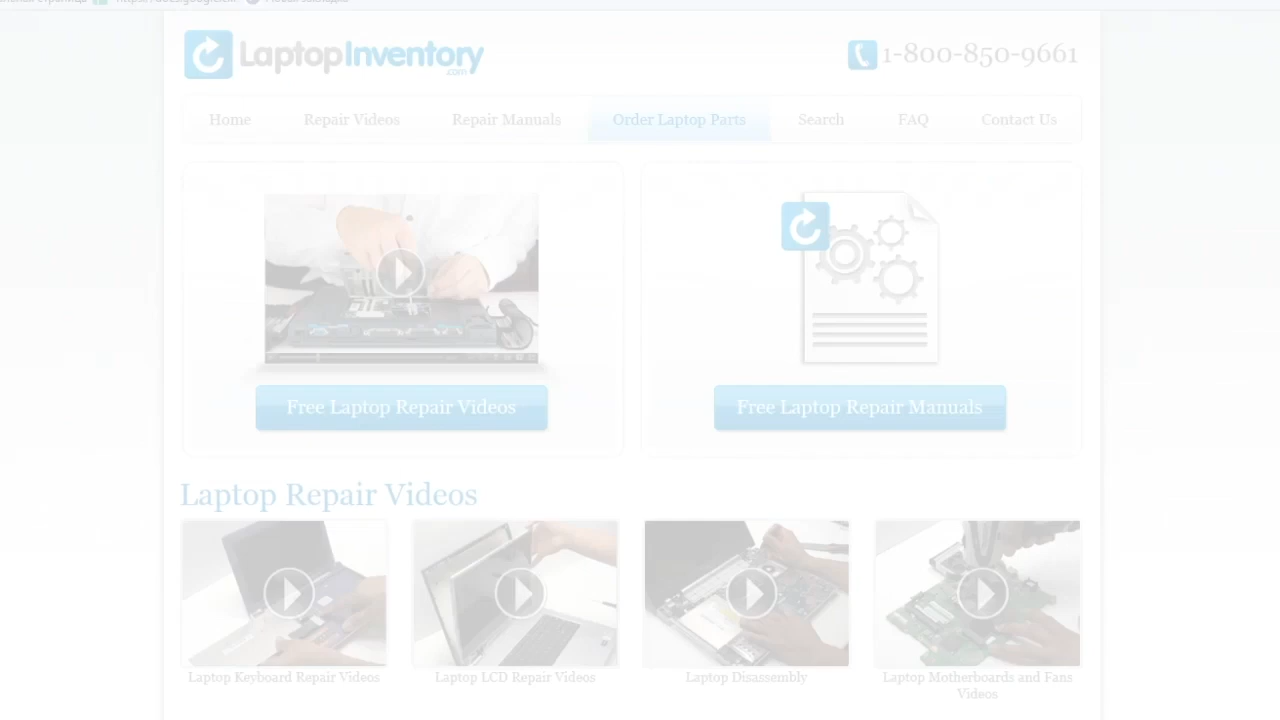 LaptopInventory
.com
1-800-850-9661
Home Repair Videos Repair Manuals Order Laptop Parts Search FAQ Contact Us
Free Laptop Repair Videos
Free Laptop Repair Manuals
Laptop Repair Videos
Laptop Keyboard Repair Videos
Laptop LCD Repair Videos
Laptop Disassembly
Laptop Motherboards and Fans
Videos